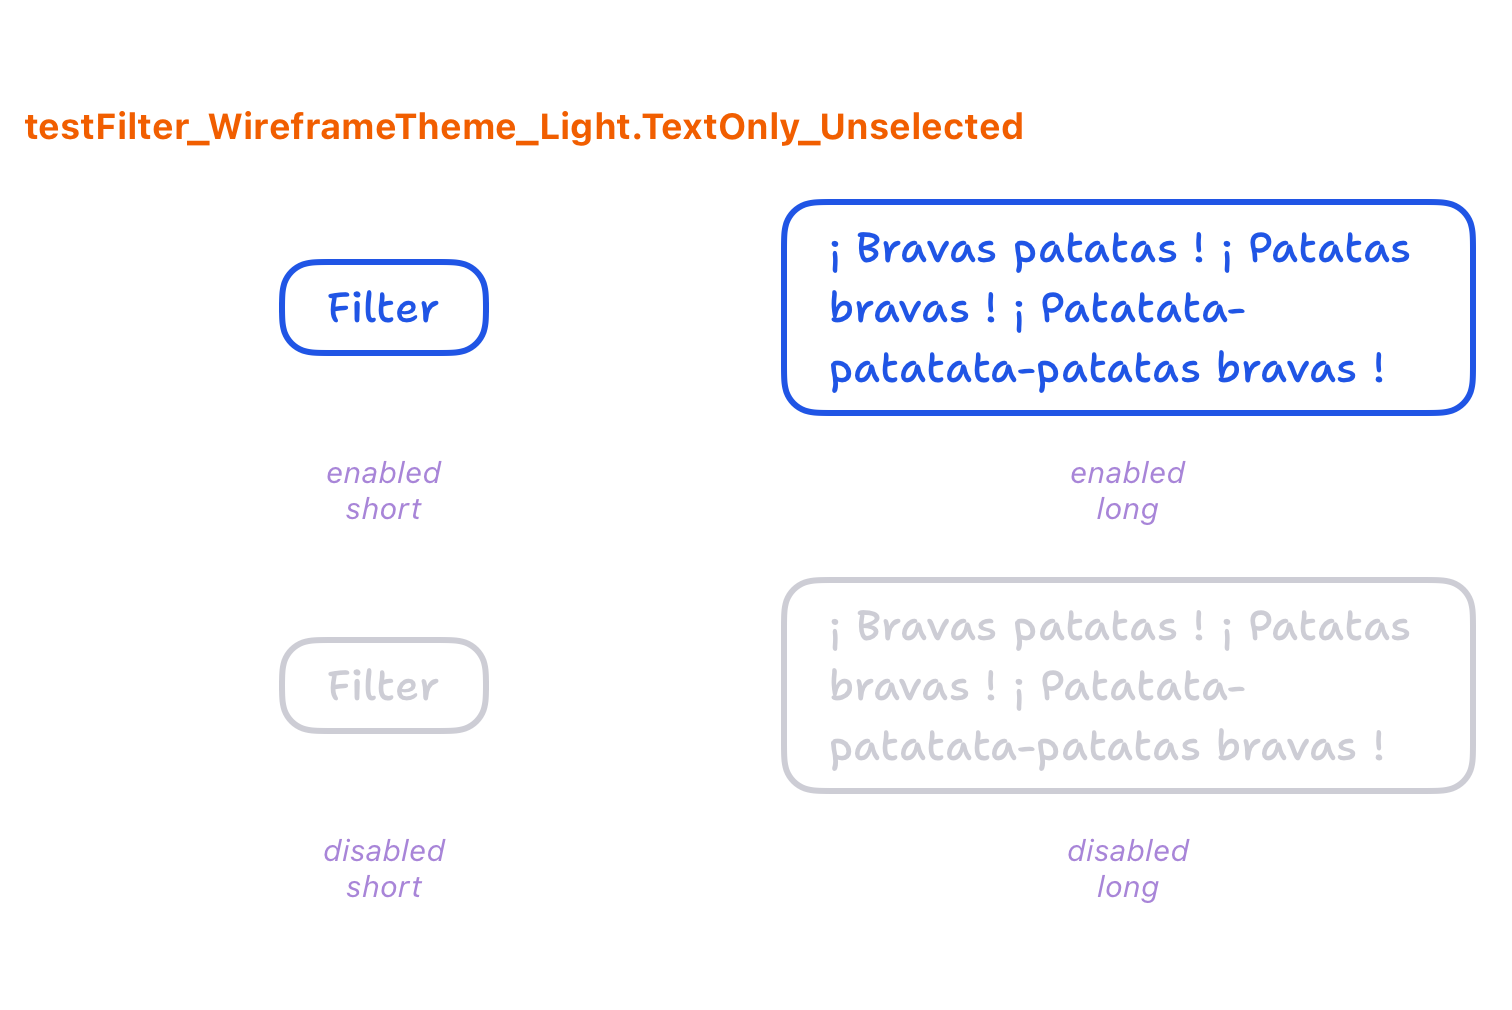 testFilter_WireframeTheme_Light.TextOnly_Unselected
Filter
¡ Bravas patatas ! ¡ Patatas
bravas ! ¡ Patatata-
patatata-patatas bravas !
enabled
short
enabled
long
Filter
¡ Bravas patatas ! ¡ Patatas
bravas ! ¡ Patatata-
patatata-patatas bravas !
disabled
short
disabled
long